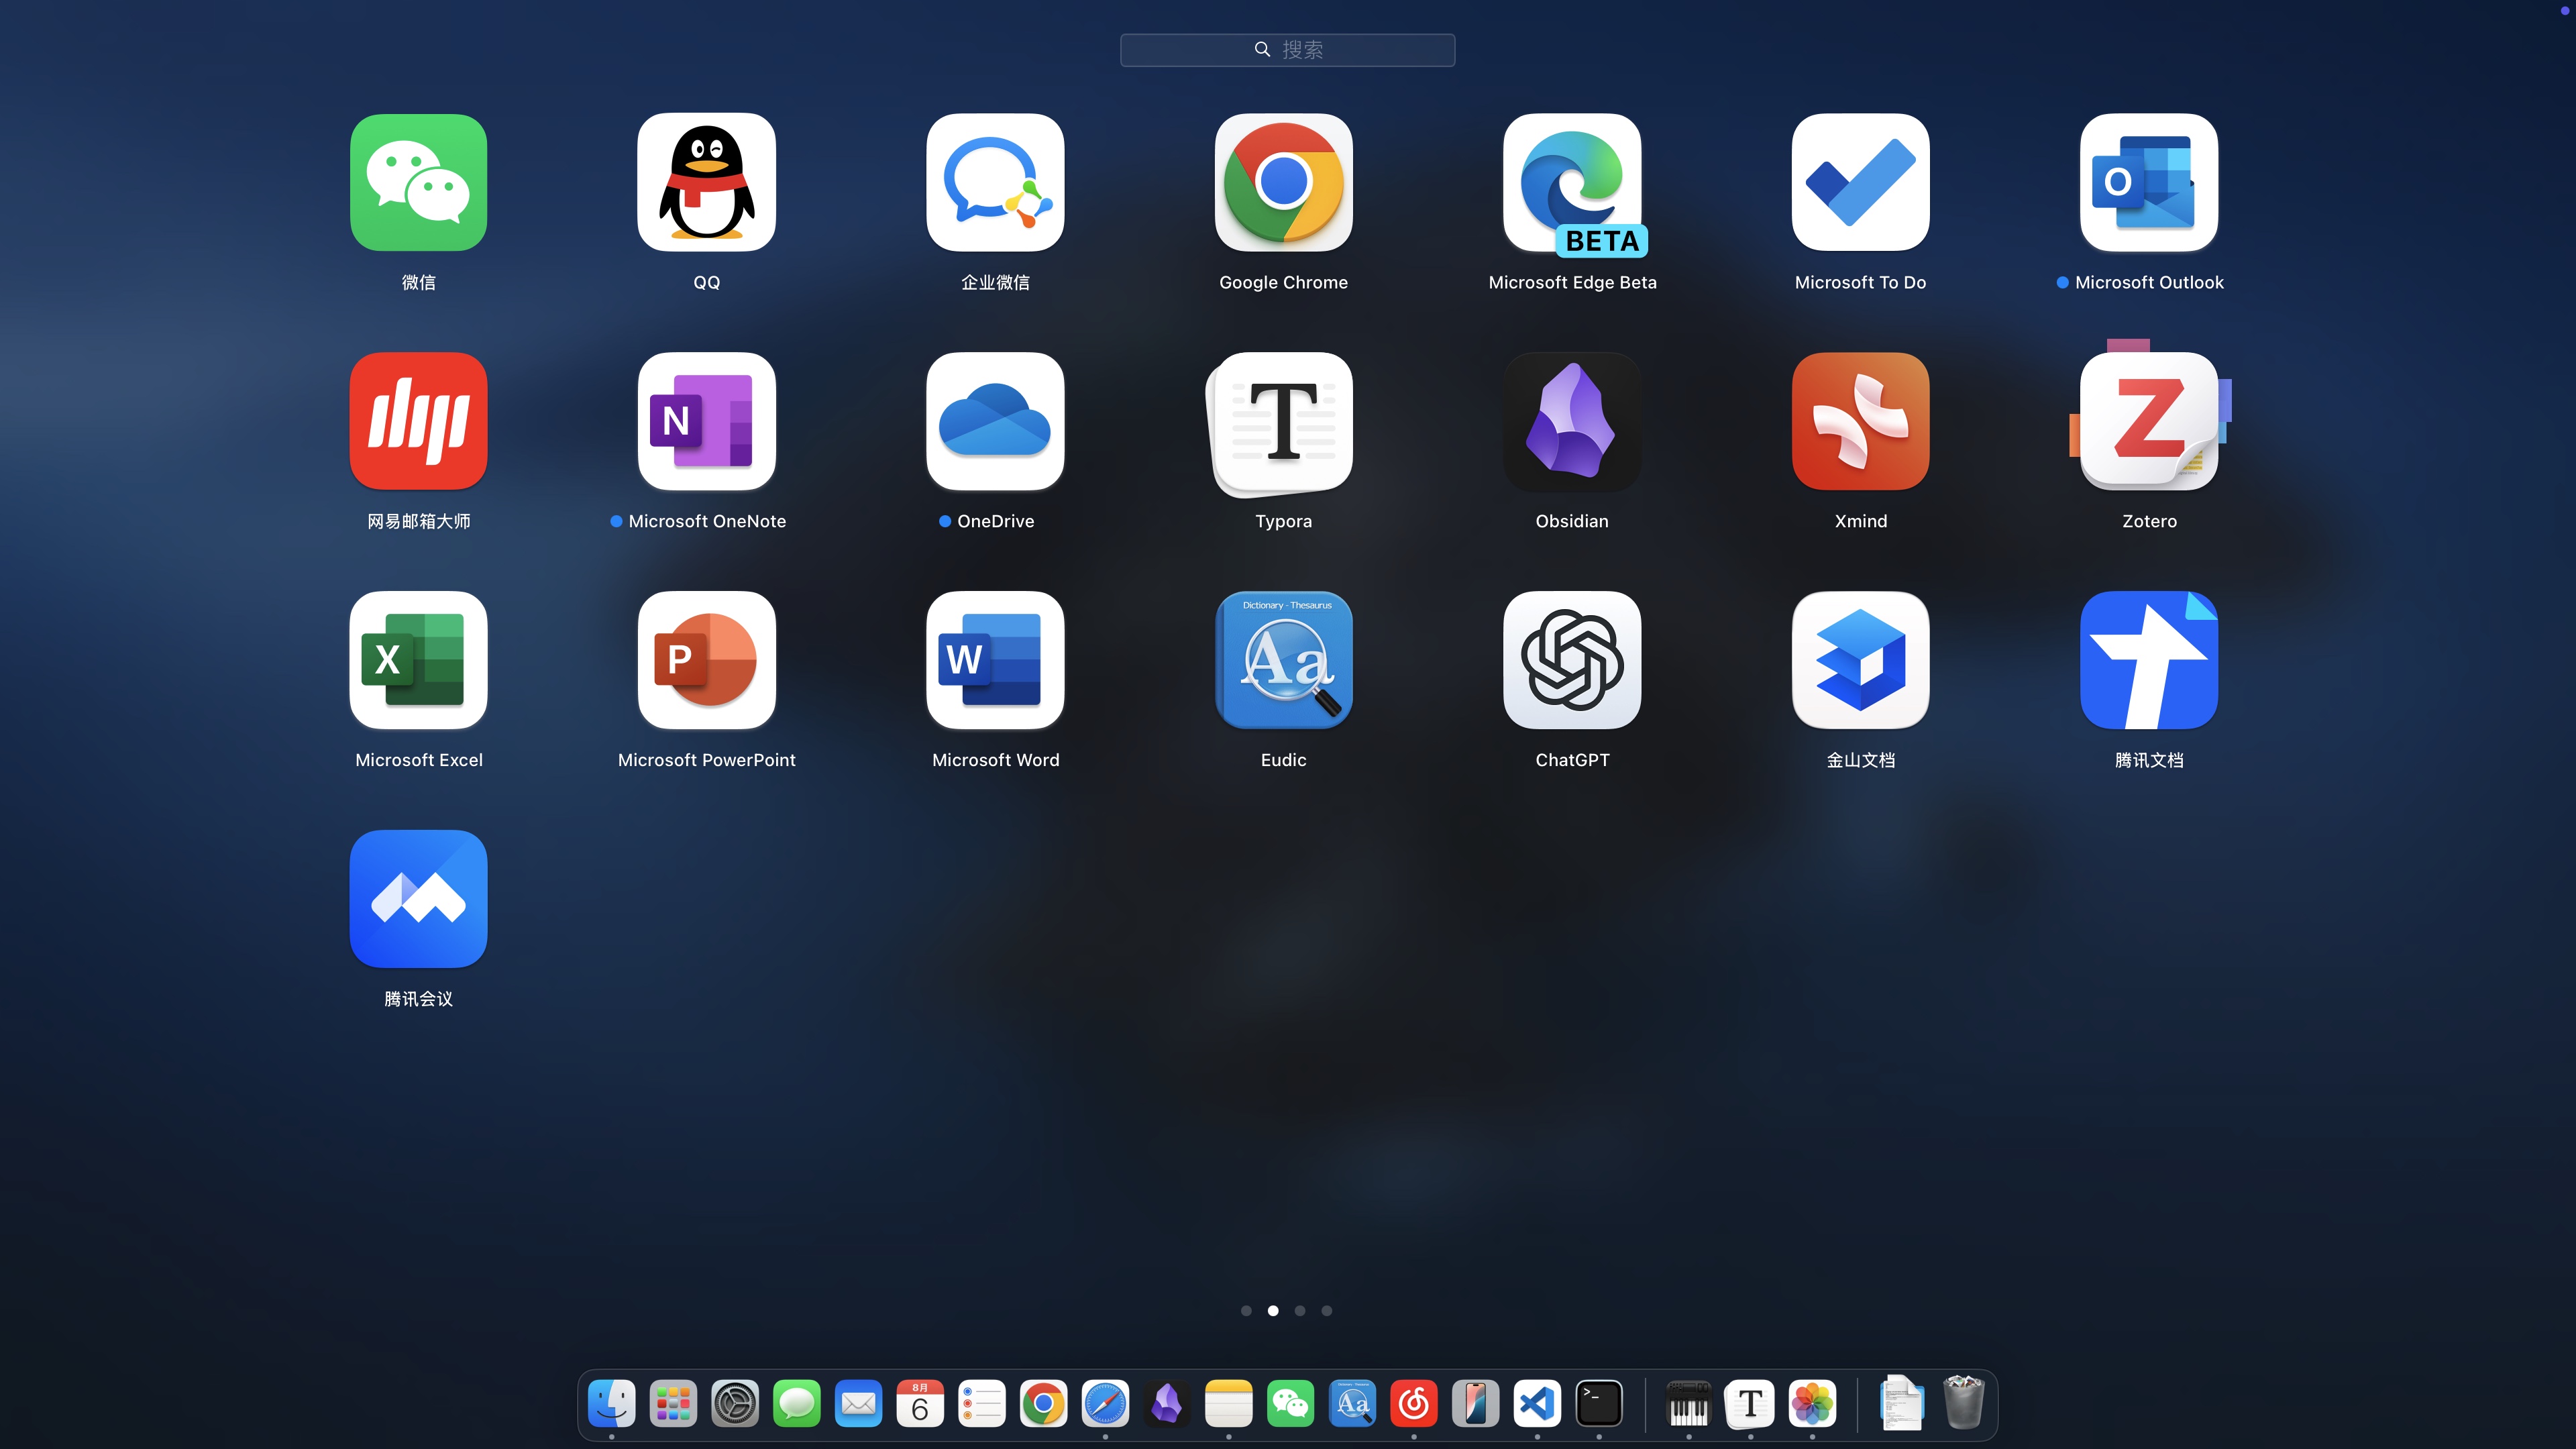 搜索
BETA
微信
QQ
企业微信
Google Chrome
Microsoft Edge Beta
Microsoft To Do
Microsoft Outlook
网易邮箱大师
Microsoft OneNote
OneDrive
Typora
Obsidian
Xmind
Zotero
Dictionary - Thesaurus
Aa
Microsoft Excel
Microsoft PowerPoint
Microsoft Word
Eudic
ChatGPT
金山文档
腾讯文档
腾讯会议
8月
6